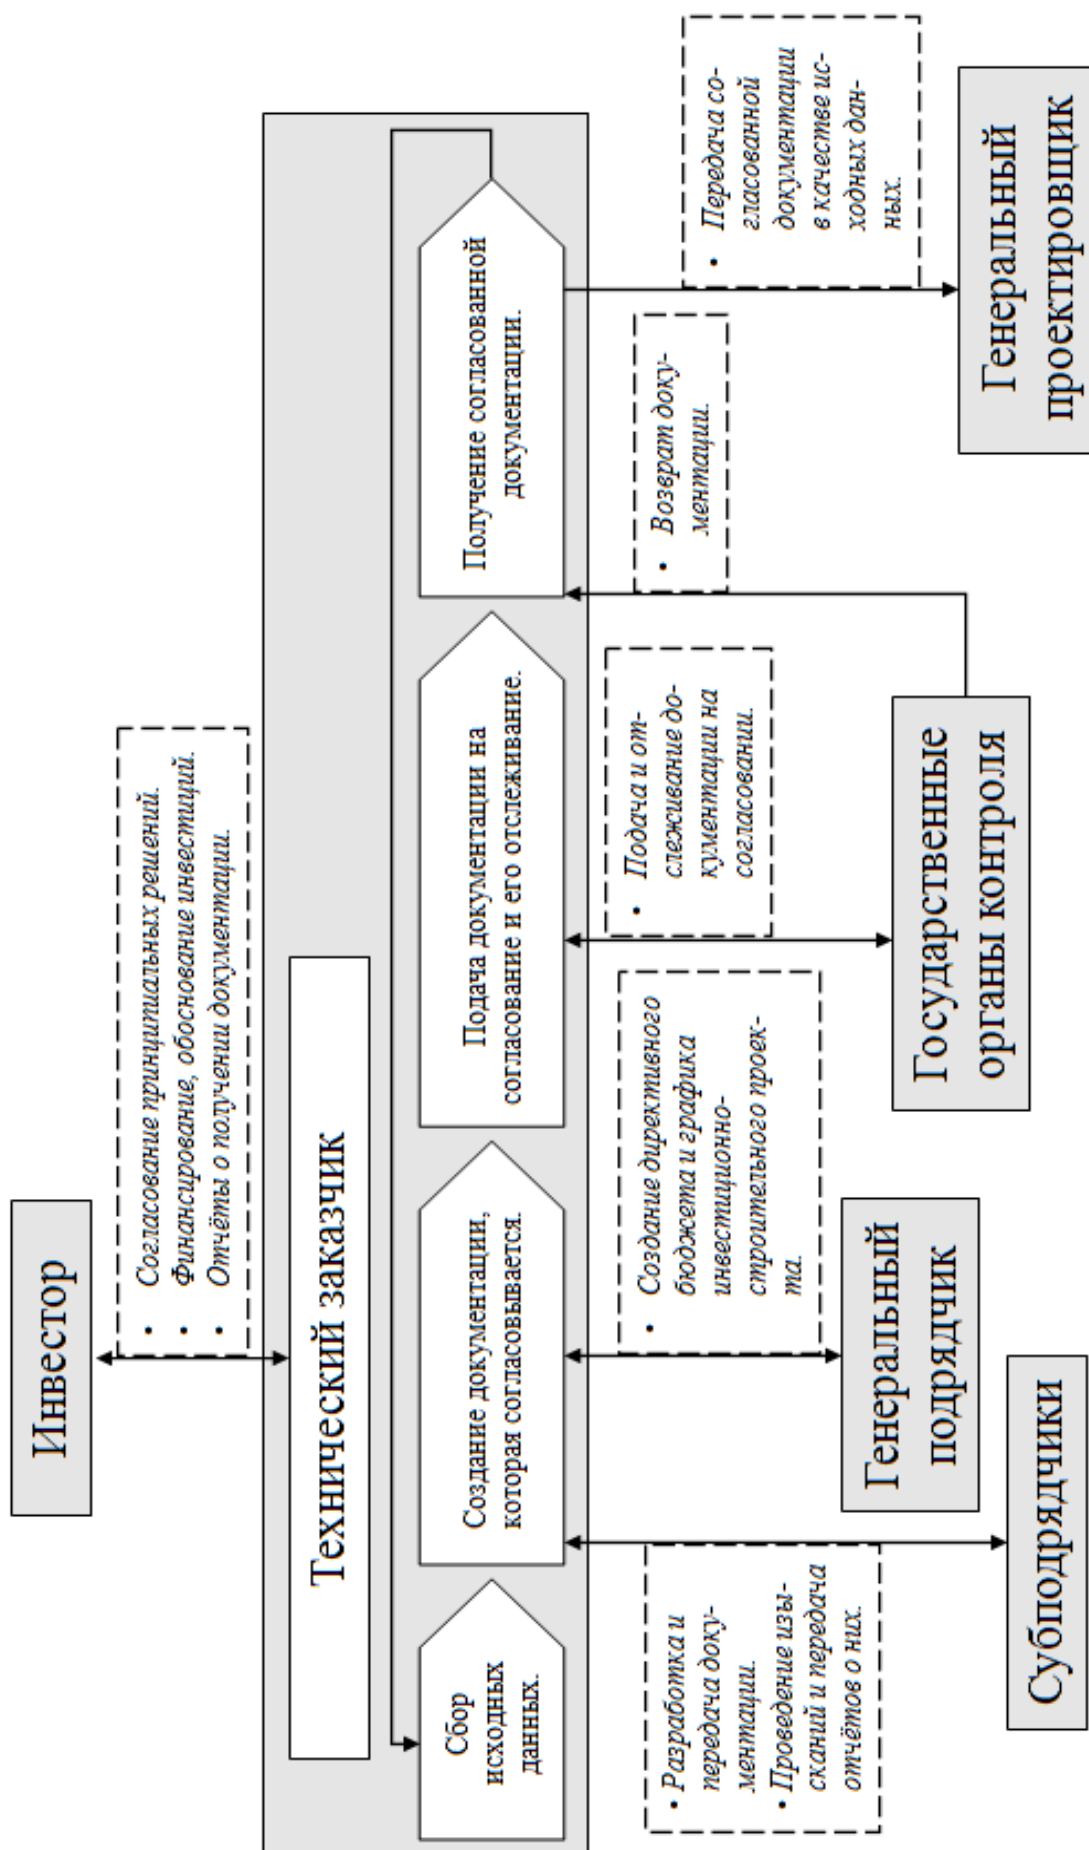 Инвестор
• Согласование принципиальных решений.
• Финансирование, обоснование инвестиций.
• Отчёты о получении документации.
Технический заказчик
Сбор
исходных
данных.
Создание документации,
которая согласовывается.
Подача документации на
согласование и его отслеживание.
Получение согласованной
документации.
• Разработка и
передача доку-
ментации.
• Проведение изы-
сканий и передача
отчётов о них.
• Создание директивного
бюджета и графика
инвестиционно-
строительного проек-
та.
• Подача и от-
слеживание до-
кументации на
согласовании.
• Возврат доку-
ментации.
• Передача со-
гласованной
документации
в качестве ис-
ходных дан-
ных.
Субподрядчики
Генеральный
подрядчик
Государственные
органы контроля
Генеральный
проектировщик